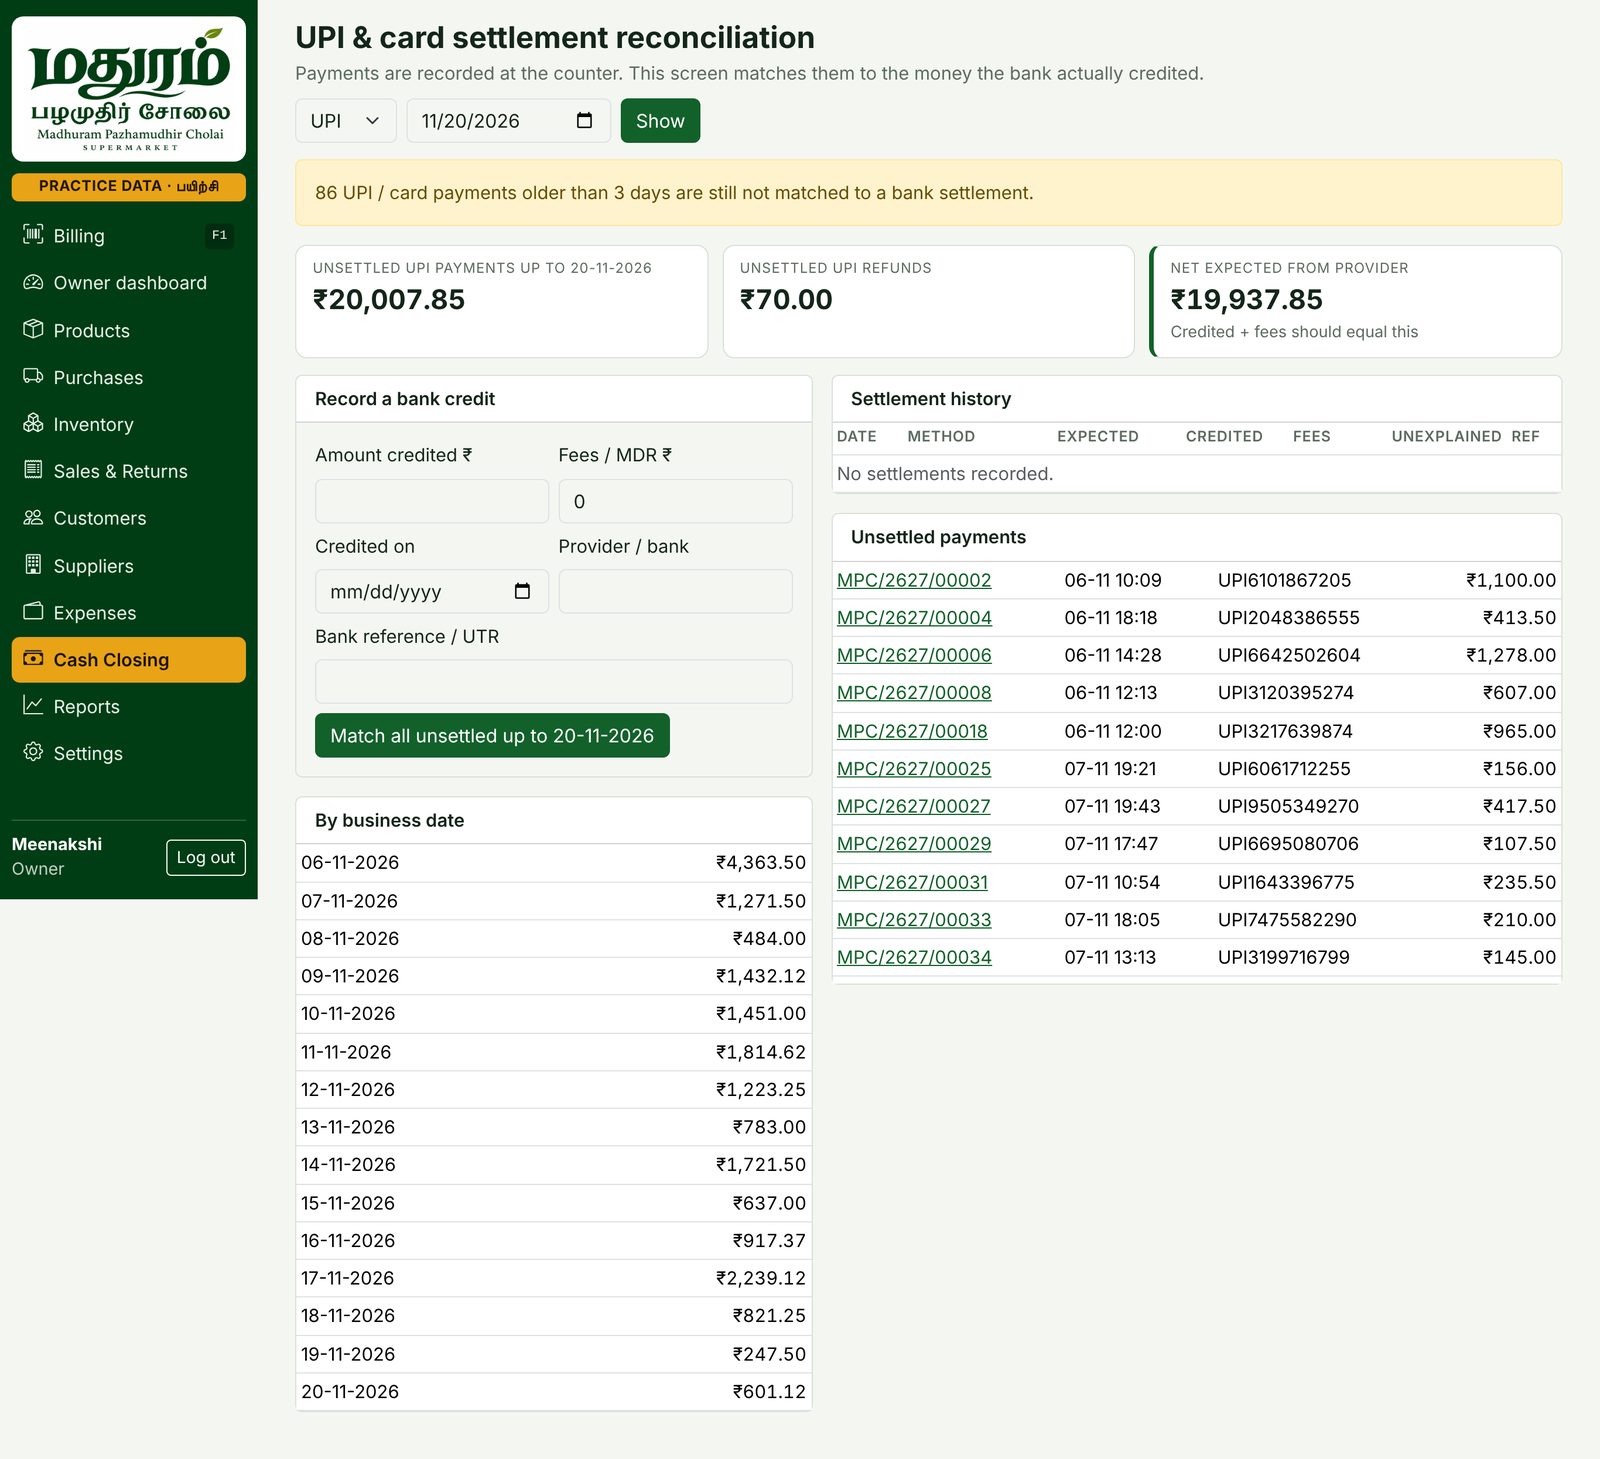 மதுரம்
பழமுதிர் சோலை
Madhuram Pazhamudhir Cholai
SUPERMARKET
PRACTICE DATA · பயிற்சி
Billing F1
Owner dashboard
Products
Purchases
Inventory
Sales & Returns
Customers
Suppliers
Expenses
Cash Closing
Reports
Settings
Meenakshi
Owner
Log out
UPI & card settlement reconciliation
Payments are recorded at the counter. This screen matches them to the money the bank actually credited.
UPI 11/20/2026 Show
86 UPI / card payments older than 3 days are still not matched to a bank settlement.
UNSETTLED UPI PAYMENTS UP TO 20-11-2026
₹20,007.85
UNSETTLED UPI REFUNDS
₹70.00
NET EXPECTED FROM PROVIDER
₹19,937.85
Credited + fees should equal this
Record a bank credit
Amount credited ₹ Fees / MDR ₹
0
Credited on Provider / bank
mm/dd/yyyy
Bank reference / UTR
Match all unsettled up to 20-11-2026
By business date
06-11-2026 ₹4,363.50
07-11-2026 ₹1,271.50
08-11-2026 ₹484.00
09-11-2026 ₹1,432.12
10-11-2026 ₹1,451.00
11-11-2026 ₹1,814.62
12-11-2026 ₹1,223.25
13-11-2026 ₹783.00
14-11-2026 ₹1,721.50
15-11-2026 ₹637.00
16-11-2026 ₹917.37
17-11-2026 ₹2,239.12
18-11-2026 ₹821.25
19-11-2026 ₹247.50
20-11-2026 ₹601.12
Settlement history
DATE METHOD EXPECTED CREDITED FEES UNEXPLAINED REF
No settlements recorded.
Unsettled payments
MPC/2627/00002 06-11 10:09 UPI6101867205 ₹1,100.00
MPC/2627/00004 06-11 18:18 UPI2048386555 ₹413.50
MPC/2627/00006 06-11 14:28 UPI6642502604 ₹1,278.00
MPC/2627/00008 06-11 12:13 UPI3120395274 ₹607.00
MPC/2627/00018 06-11 12:00 UPI3217639874 ₹965.00
MPC/2627/00025 07-11 19:21 UPI6061712255 ₹156.00
MPC/2627/00027 07-11 19:43 UPI9505349270 ₹417.50
MPC/2627/00029 07-11 17:47 UPI6695080706 ₹107.50
MPC/2627/00031 07-11 10:54 UPI1643396775 ₹235.50
MPC/2627/00033 07-11 18:05 UPI7475582290 ₹210.00
MPC/2627/00034 07-11 13:13 UPI3199716799 ₹145.00